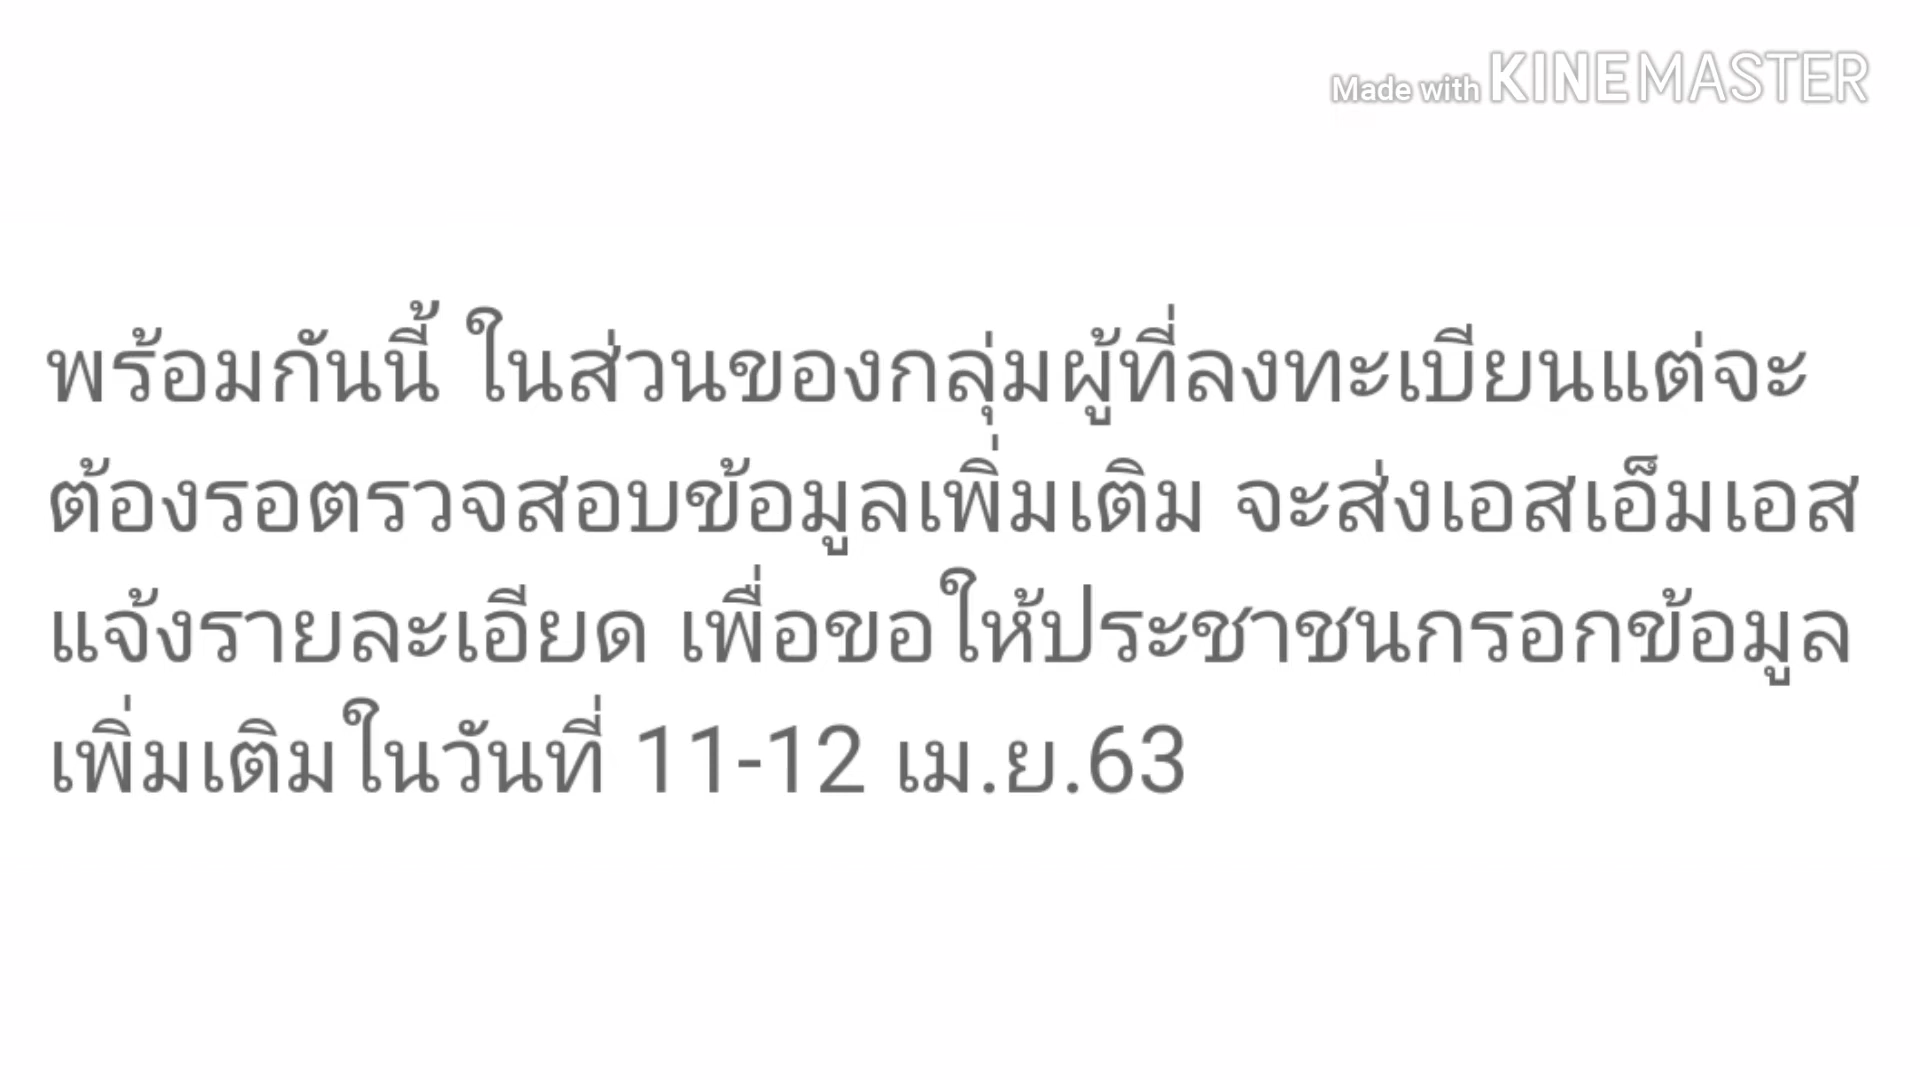 Made with KINEMASTER
พร้อมกันนี้ ในส่วนของกลุ่มผู้ที่ลงทะเบียนแต่จะ
ต้องรอตรวจสอบข้อมูลเพิ่มเติม จะส่งเอสเอ็มเอส
แจ้งรายละเอียด เพื่อขอให้ประชาชนกรอกข้อมูล
เพิ่มเติมในวันที่ 11-12 เม.ย.63